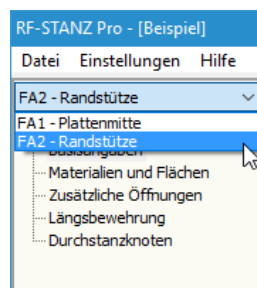 RF-STANZ Pro - [Beispiel]
Datei Einstellungen Hilfe
FA2 - Randstütze
FA1 - Plattenmitte
FA2 - Randstütze
Basisangaben
Materialien und Flächen
Zusätzliche Öffnungen
Längsbewehrung
Durchstanzknoten